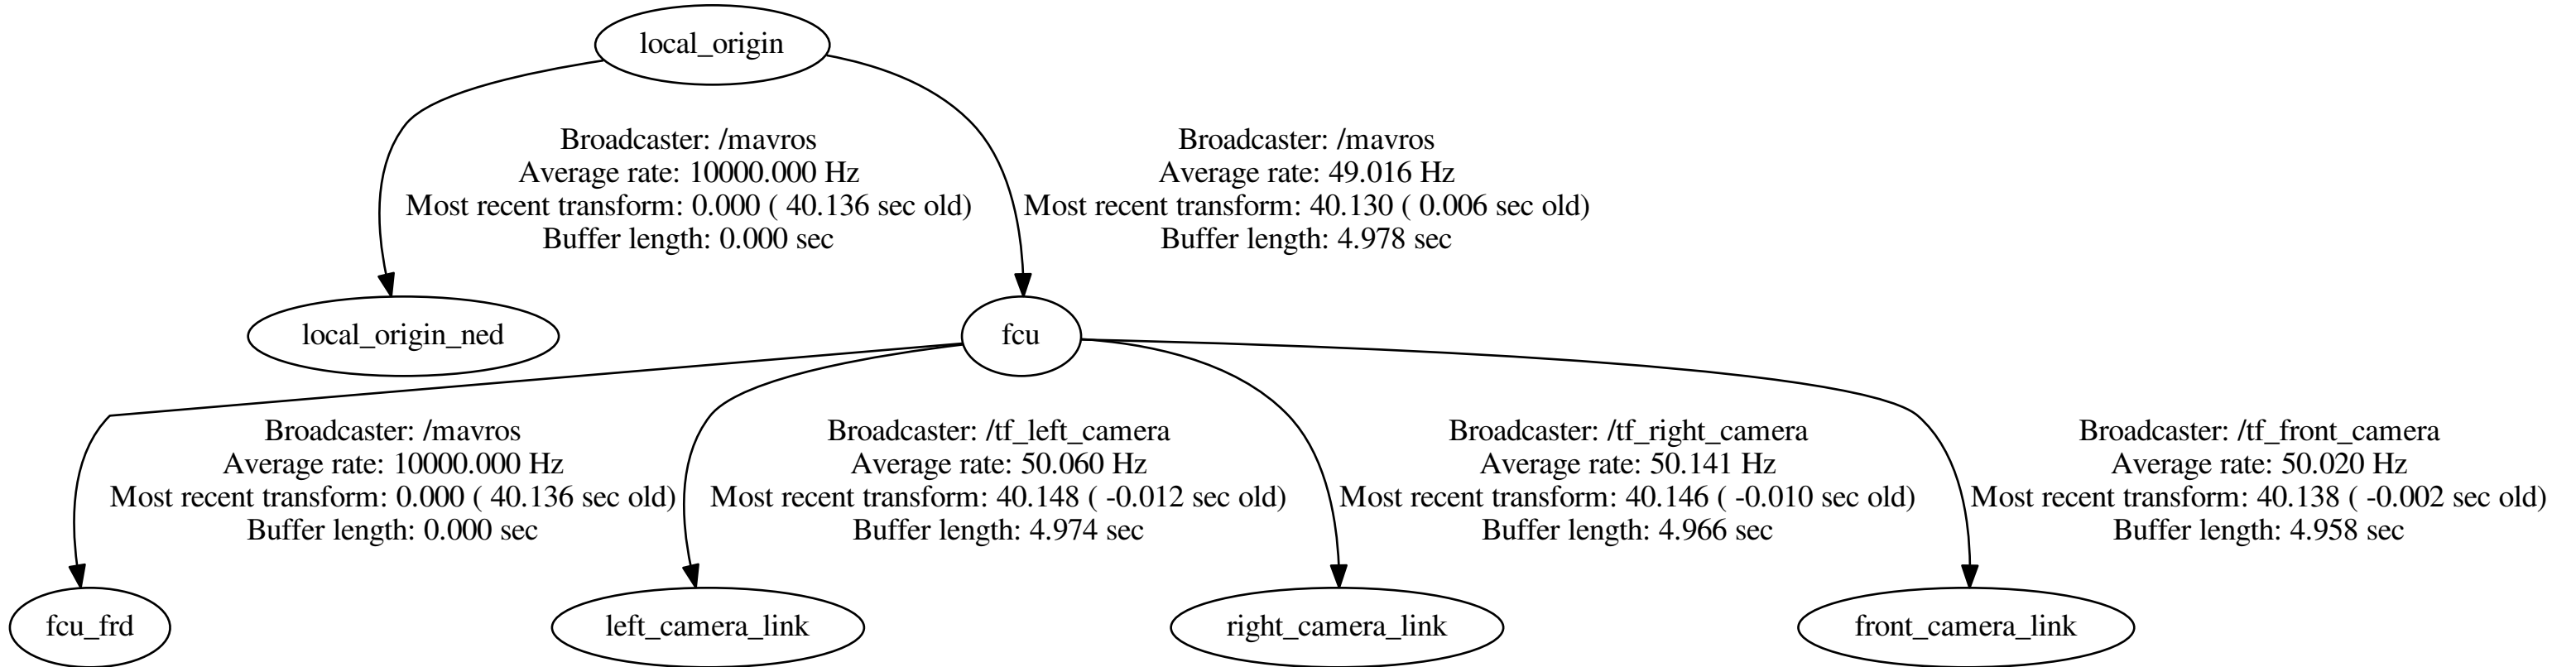 local_origin
Broadcaster: /mavros
Average rate: 10000.000 Hz
Most recent transform: 0.000 ( 40.136 sec old)
Buffer length: 0.000 sec
Broadcaster: /mavros
Average rate: 49.016 Hz
Most recent transform: 40.130 ( 0.006 sec old)
Buffer length: 4.978 sec
local_origin_ned
fcu
Broadcaster: /mavros
Average rate: 10000.000 Hz
Most recent transform: 0.000 ( 40.136 sec old)
Buffer length: 0.000 sec
Broadcaster: /tf_left_camera
Average rate: 50.060 Hz
Most recent transform: 40.148 ( -0.012 sec old)
Buffer length: 4.974 sec
Broadcaster: /tf_right_camera
Average rate: 50.141 Hz
Most recent transform: 40.146 ( -0.010 sec old)
Buffer length: 4.966 sec
Broadcaster: /tf_front_camera
Average rate: 50.020 Hz
Most recent transform: 40.138 ( -0.002 sec old)
Buffer length: 4.958 sec
fcu_frd
left_camera_link
right_camera_link
front_camera_link